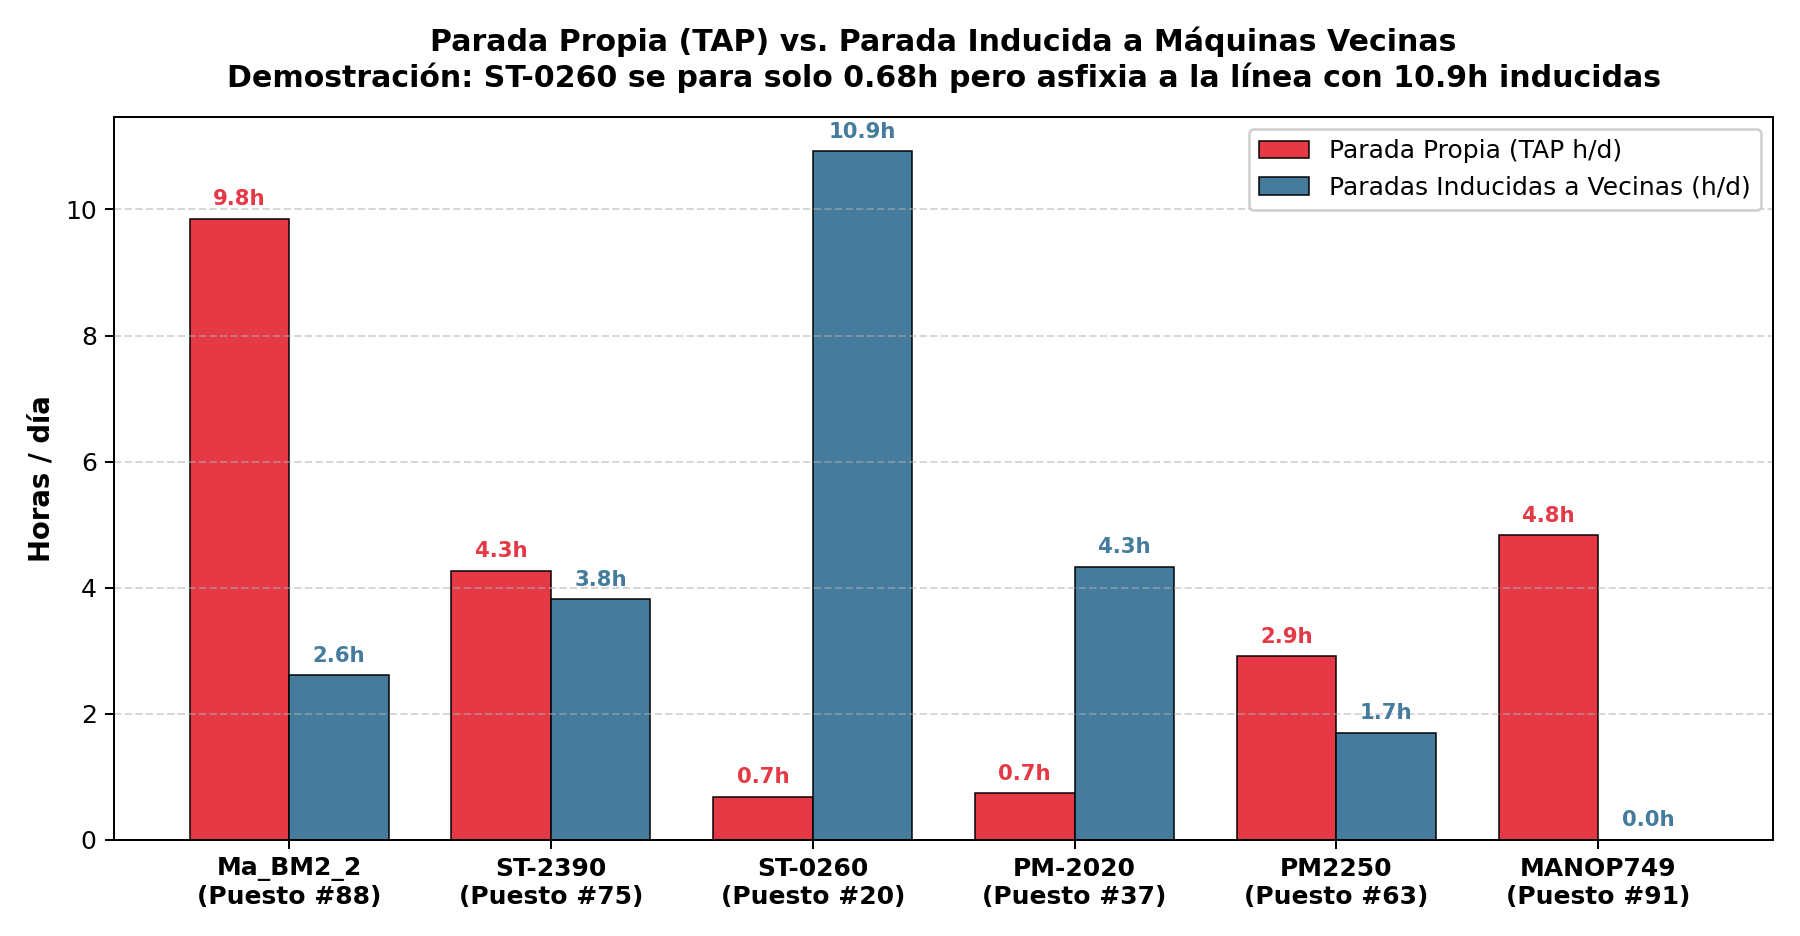 Parada Propia (TAP) vs. Parada Inducida a Máquinas Vecinas
Demostración: ST-0260 se para solo 0.68h pero asfixia a la línea con 10.9h inducidas
Parada Propia (TAP h/d)
Paradas Inducidas a Vecinas (h/d)
Horas / día
10
8
6
4
2
0
9.8h
2.6h
4.3h
3.8h
0.7h
10.9h
0.7h
4.3h
2.9h
1.7h
4.8h
0.0h
Ma_BM2_2
(Puesto #88)
ST-2390
(Puesto #75)
ST-0260
(Puesto #20)
PM-2020
(Puesto #37)
PM2250
(Puesto #63)
MANOP749
(Puesto #91)